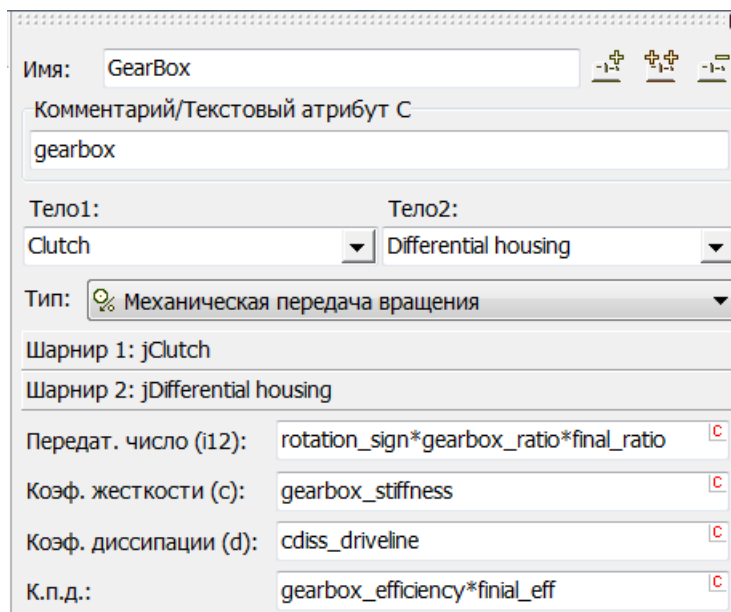 Имя: GearBox
Комментарий/Текстовый атрибут C
gearbox
Тело1: Тело2:
Clutch Differential housing
Тип: Механическая передача вращения
Шарнир 1: jClutch
Шарнир 2: jDifferential housing
Передат. число (i12): rotation_sign*gearbox_ratio*final_ratio C
Коэф. жесткости (c): gearbox_stiffness C
Коэф. диссипации (d): cdiss_driveline C
К.п.д.: gearbox_efficiency*finial_eff C